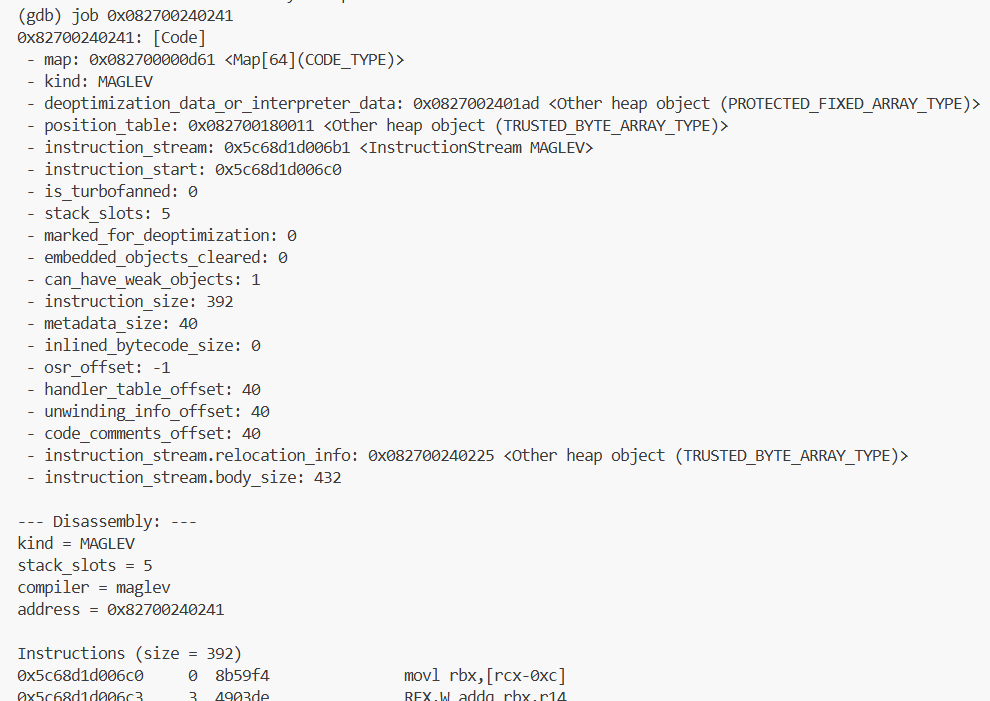 (gdb) job 0x082700240241
0x82700240241: [Code]
- map: 0x082700000d61 <Map[64](CODE_TYPE)>
- kind: MAGLEV
- deoptimization_data_or_interpreter_data: 0x0827002401ad <Other heap object (PROTECTED_FIXED_ARRAY_TYPE)>
- position_table: 0x082700180011 <Other heap object (TRUSTED_BYTE_ARRAY_TYPE)>
- instruction_stream: 0x5c68d1d006b1 <InstructionStream MAGLEV>
- instruction_start: 0x5c68d1d006c0
- is_turbofanned: 0
- stack_slots: 5
- marked_for_deoptimization: 0
- embedded_objects_cleared: 0
- can_have_weak_objects: 1
- instruction_size: 392
- metadata_size: 40
- inlined_bytecode_size: 0
- osr_offset: -1
- handler_table_offset: 40
- unwinding_info_offset: 40
- code_comments_offset: 40
- instruction_stream.relocation_info: 0x082700240225 <Other heap object (TRUSTED_BYTE_ARRAY_TYPE)>
- instruction_stream.body_size: 432
--- Disassembly: ---
kind = MAGLEV
stack_slots = 5
compiler = maglev
address = 0x82700240241
Instructions (size = 392)
0x5c68d1d006c0 0 8b59f4 movl rbx,[rcx-0xc]
0x5c68d1d006c3 3 4903de REX.W addq rbx,r14